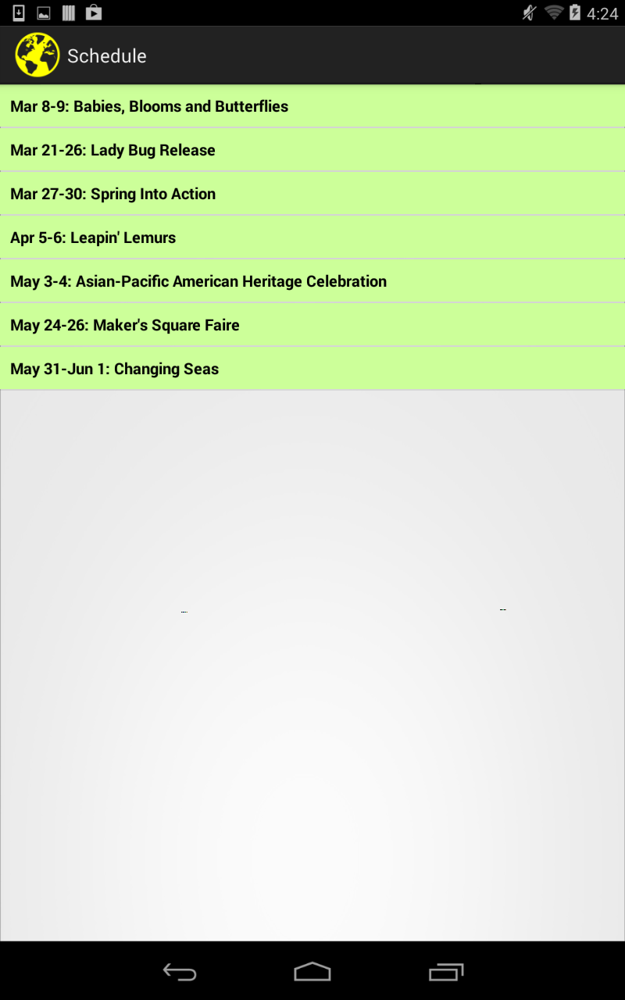 4:24
Schedule
Mar 8-9: Babies, Blooms and Butterflies
Mar 21-26: Lady Bug Release
Mar 27-30: Spring Into Action
Apr 5-6: Leapin' Lemurs
May 3-4: Asian-Pacific American Heritage Celebration
May 24-26: Maker's Square Faire
May 31-Jun 1: Changing Seas